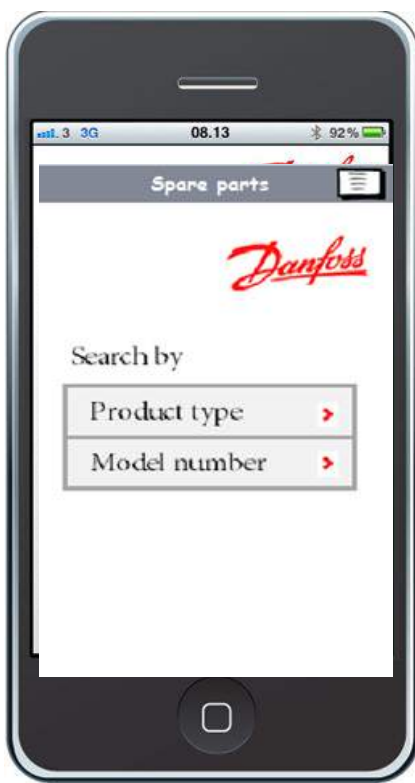 3 3G 08.13 92%
Spare parts
Danfoss
Search by
Product type
Model number